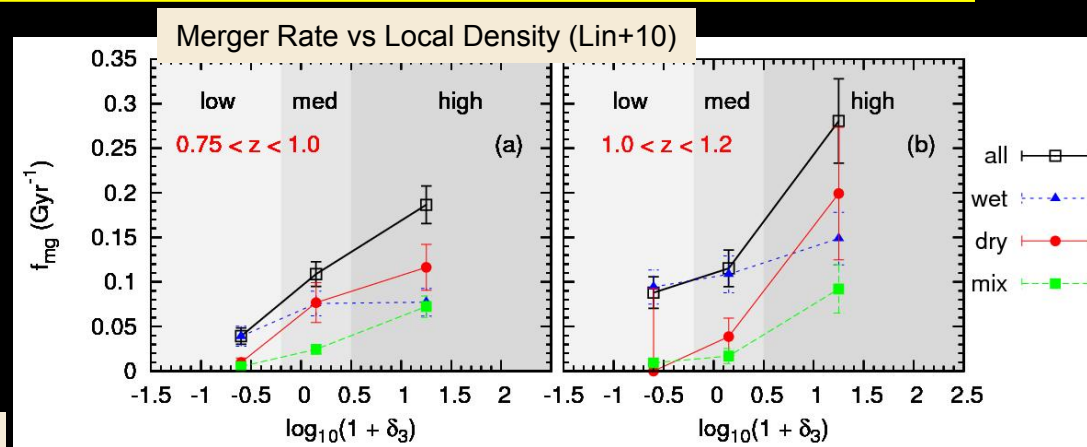 Merger Rate vs Local Density (Lin+10)
0.35
0.3
0.25
0.2
0.15
0.1
0.05
0
f_mg (Gyr⁻¹)
low med high
0.75 < z < 1.0 (a)
-1.5 -1 -0.5 0 0.5 1 1.5 2
log₁₀(1 + δ₃)
low med high
1.0 < z < 1.2 (b)
-1.5 -1 -0.5 0 0.5 1 1.5 2 2.5
log₁₀(1 + δ₃)
all
wet
dry
mix